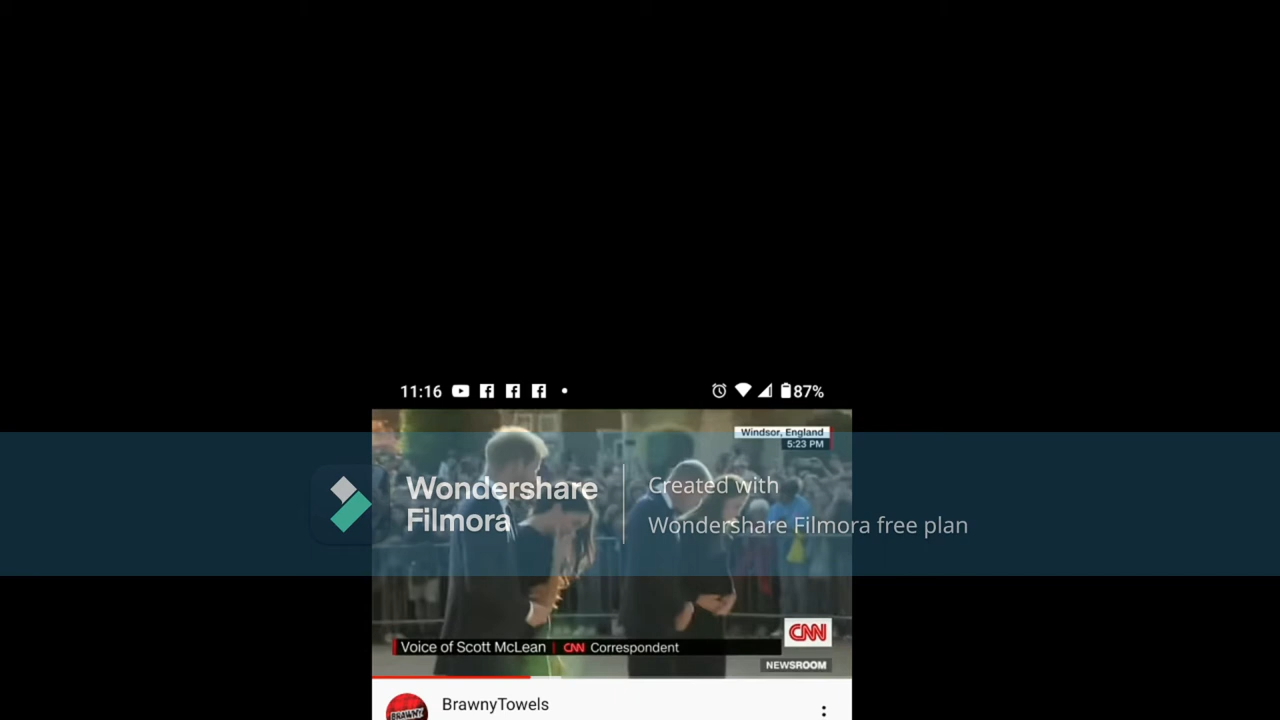 11:16
87%
Windsor, England
5:23 PM
Wondershare
Filmora
Created with
Wondershare Filmora free plan
CNN
Voice of Scott McLean
CNN Correspondent
NEWSROOM
BrawnyTowels
BRAWNY